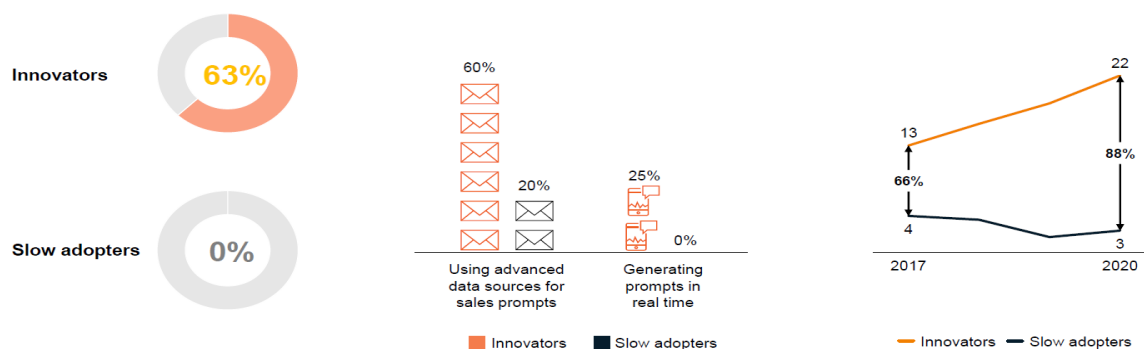 Innovators
63%
Slow adopters
0%
60%
20%
25%
0%
Using advanced
data sources for
sales prompts
Generating
prompts in
real time
Innovators
Slow adopters
22
13
88%
66%
4
3
2017
2020
Innovators
Slow adopters